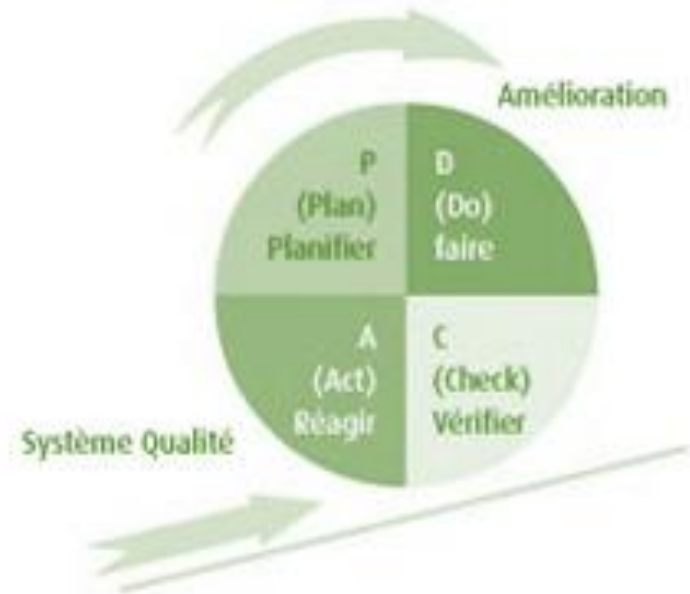 Amélioration
P
(Plan)
Planifier
D
(Do)
faire
A
(Act)
Réagir
C
(Check)
Vérifier
Système Qualité